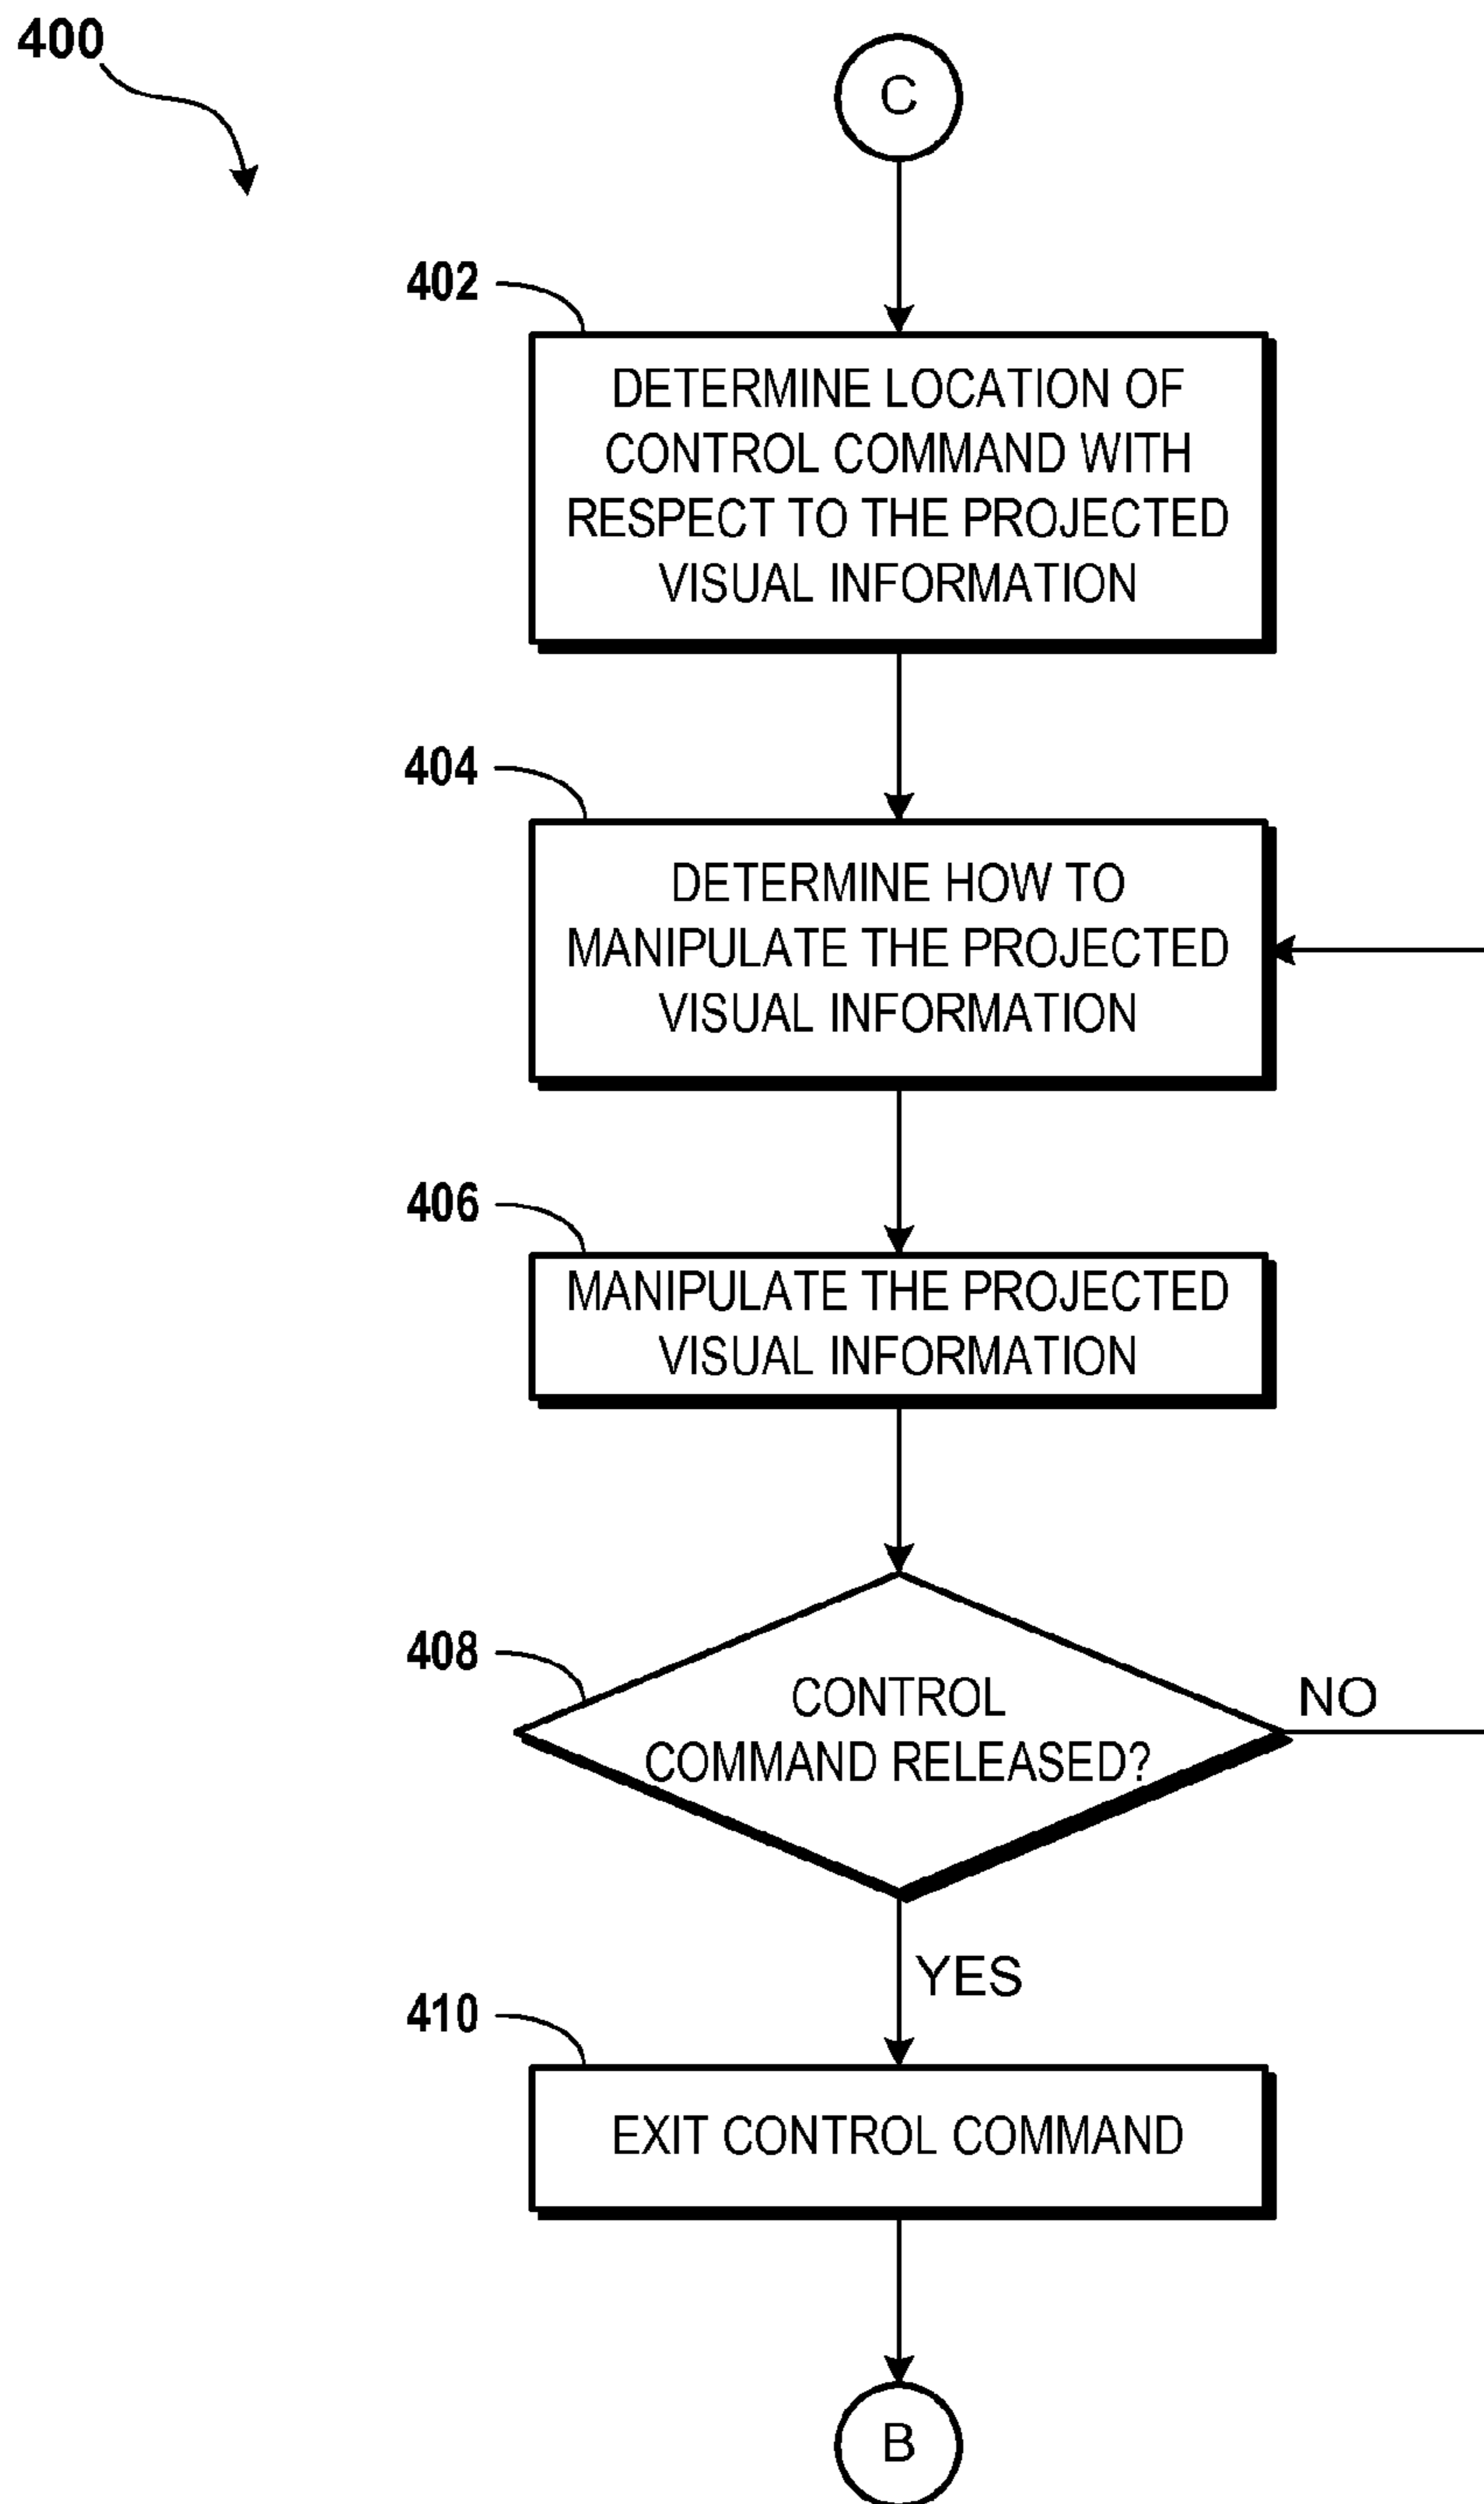 400
C
402
DETERMINE LOCATION OF
CONTROL COMMAND WITH
RESPECT TO THE PROJECTED
VISUAL INFORMATION
404
DETERMINE HOW TO
MANIPULATE THE PROJECTED
VISUAL INFORMATION
406
MANIPULATE THE PROJECTED
VISUAL INFORMATION
408
CONTROL
COMMAND RELEASED?
NO
YES
410
EXIT CONTROL COMMAND
B